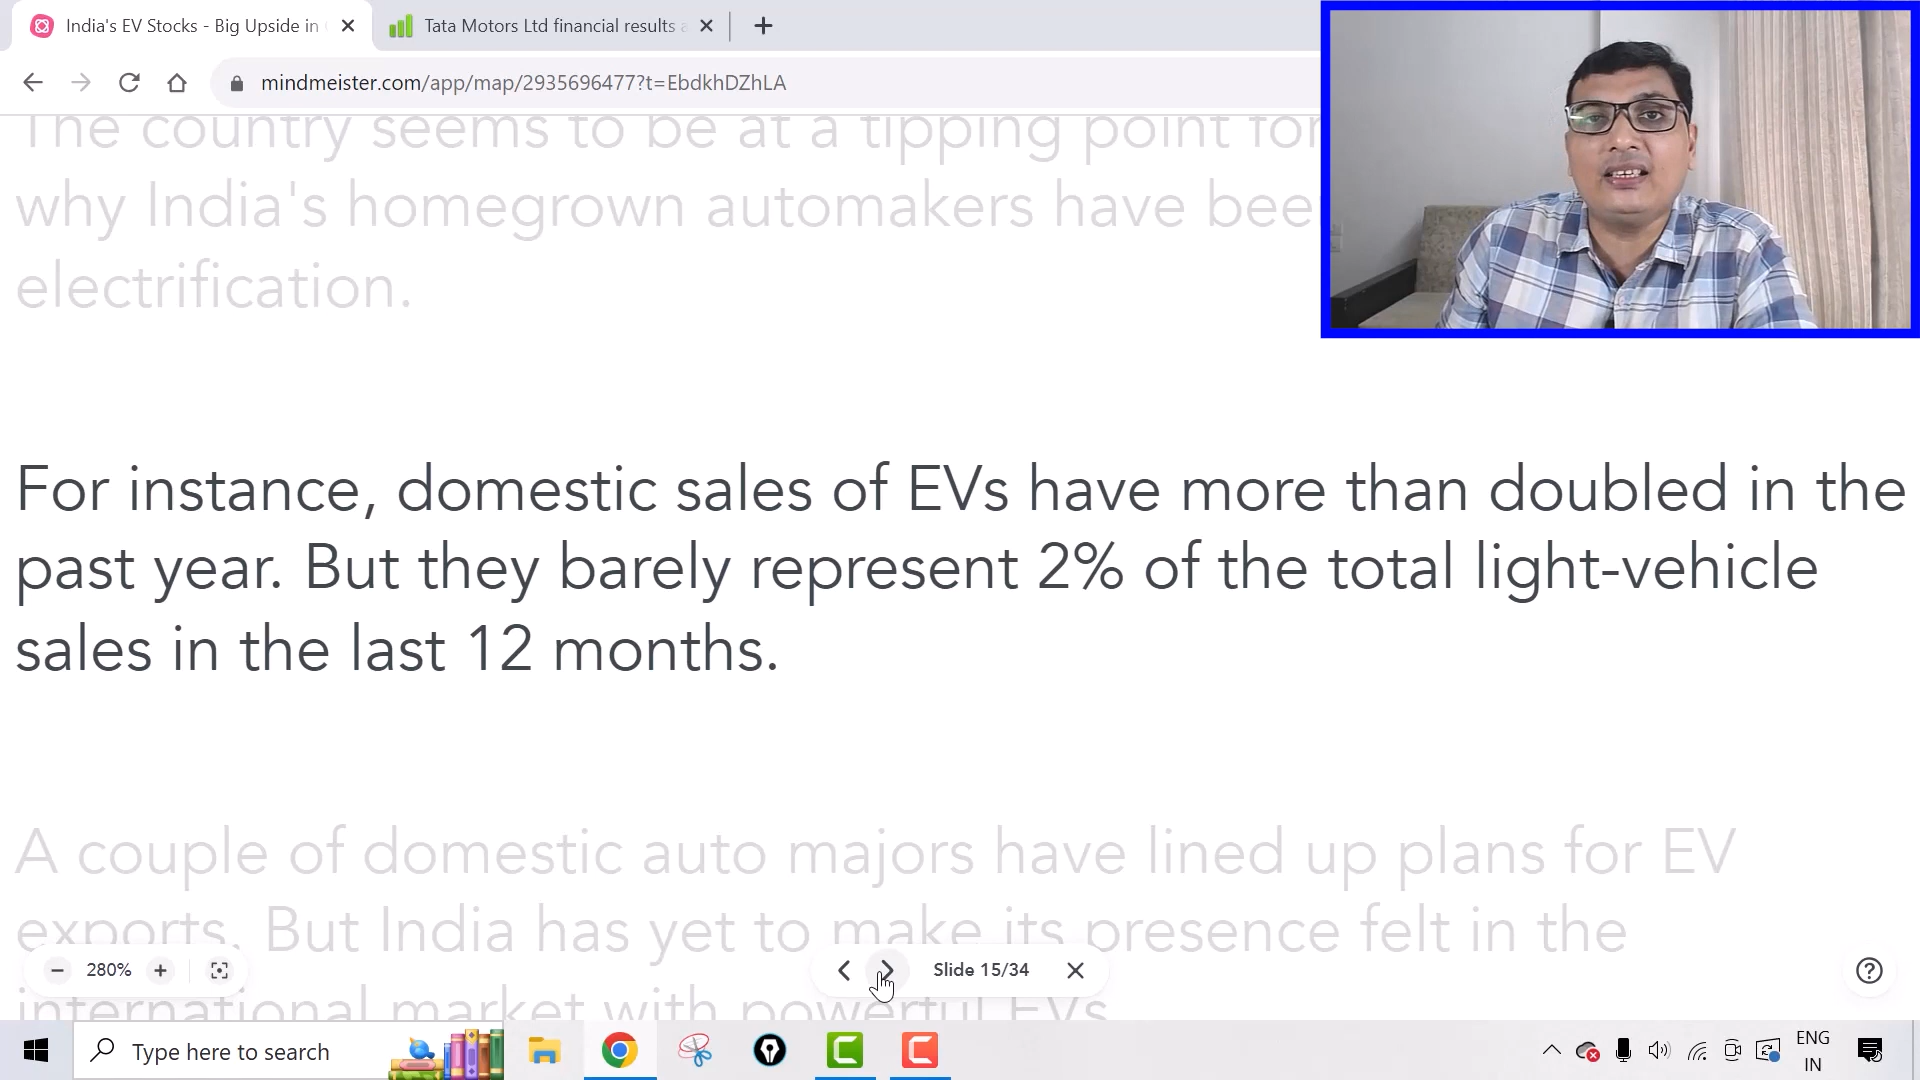 India's EV Stocks - Big Upside in
Tata Motors Ltd financial results
mindmeister.com/app/map/2935696477?t=EbdkhDZhLA
The country seems to be at a tipping point for
why India's homegrown automakers have bee
electrification.
For instance, domestic sales of EVs have more than doubled in the
past year. But they barely represent 2% of the total light-vehicle
sales in the last 12 months.
A couple of domestic auto majors have lined up plans for EV
exports. But India has yet to make its presence felt in the
international market with powerful EVs
280%
Slide 15/34
Type here to search
ENG
IN